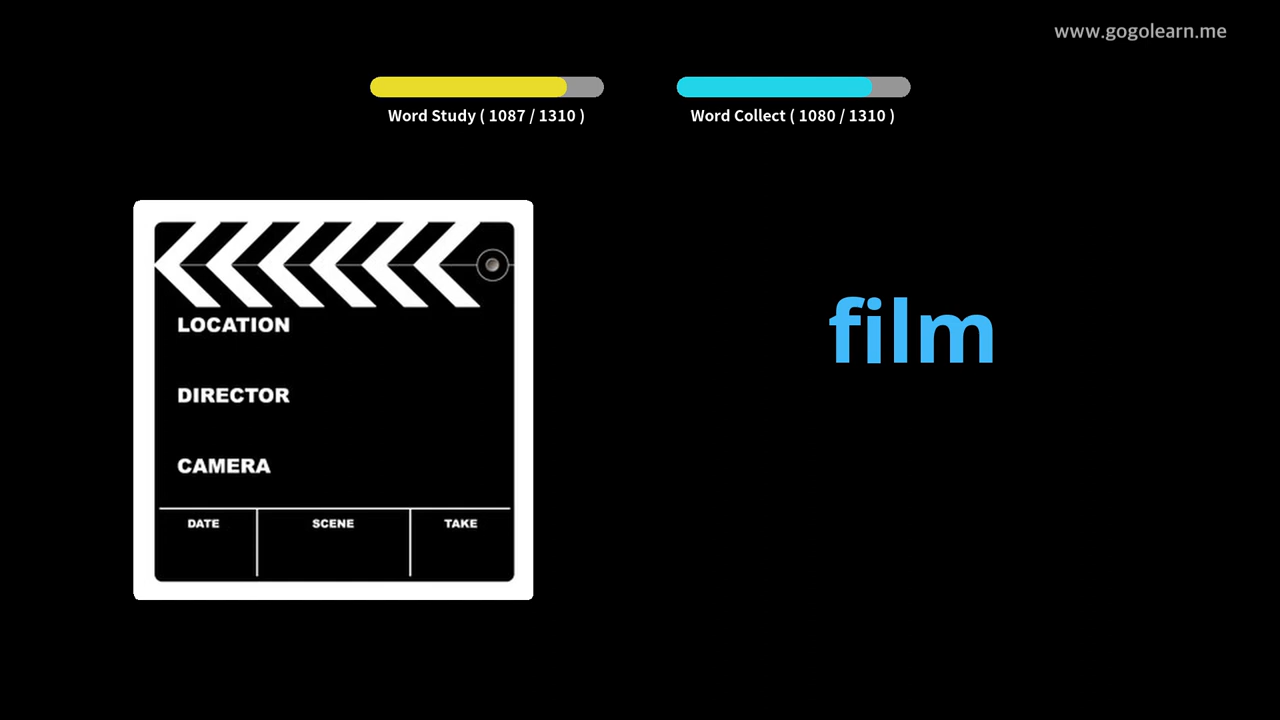 www.gogolearn.me
Word Study ( 1087 / 1310 )
Word Collect ( 1080 / 1310 )
LOCATION
DIRECTOR
CAMERA
DATE
SCENE
TAKE
film